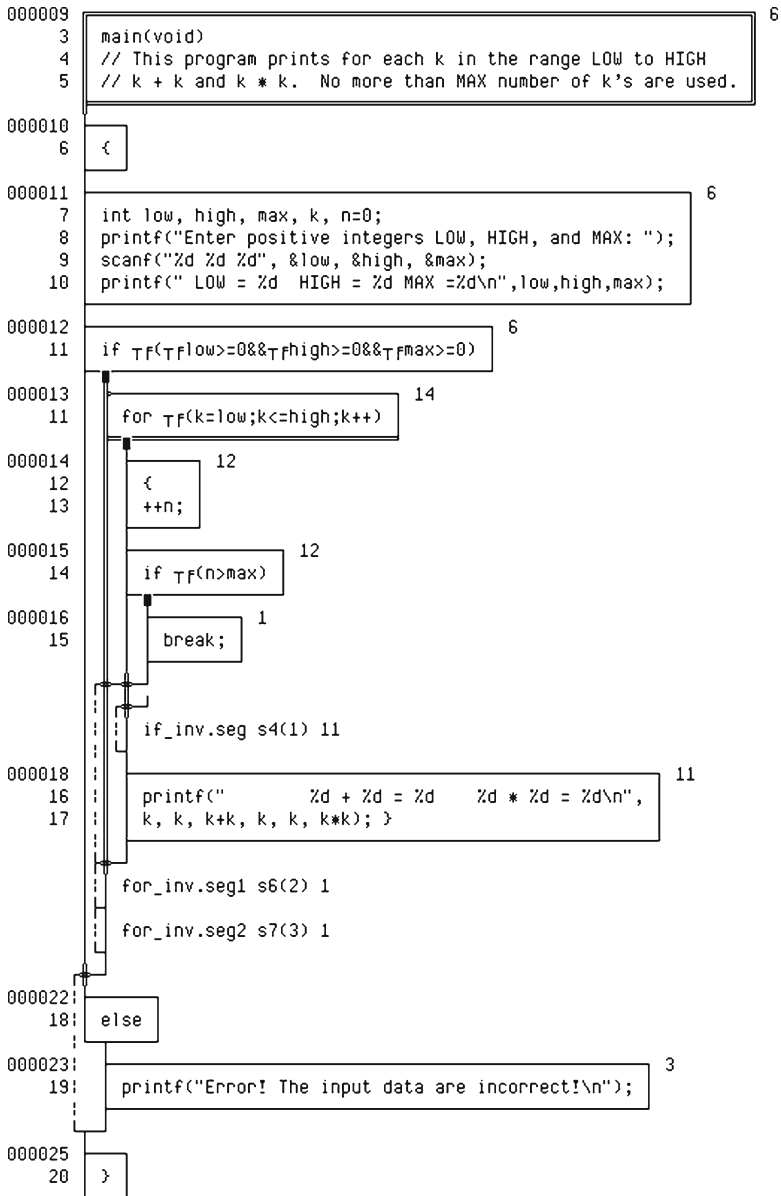 000009 6
3 main(void)
4 // This program prints for each k in the range LOW to HIGH
5 // k + k and k * k.  No more than MAX number of k's are used.
000010
6 {
000011 6
7 int low, high, max, k, n=0;
8 printf("Enter positive integers LOW, HIGH, and MAX: ");
9 scanf("%d %d %d", &low, &high, &max);
10 printf(" LOW = %d  HIGH = %d MAX =%d\n",low,high,max);
000012 6
11 if TF(TFlow>=0&&TFhigh>=0&&TFmax>=0)
000013 14
11 for TF(k=low;k<=high;k++)
000014 12
12 {
13 ++n;
000015 12
14 if TF(n>max)
000016 1
15 break;
if_inv.seg s4(1) 11
000018 11
16 printf("        %d + %d = %d    %d * %d = %d\n",
17 k, k, k+k, k, k, k*k); }
for_inv.seg1 s6(2) 1
for_inv.seg2 s7(3) 1
000022
18 else
000023 3
19 printf("Error! The input data are incorrect!\n");
000025
20 }